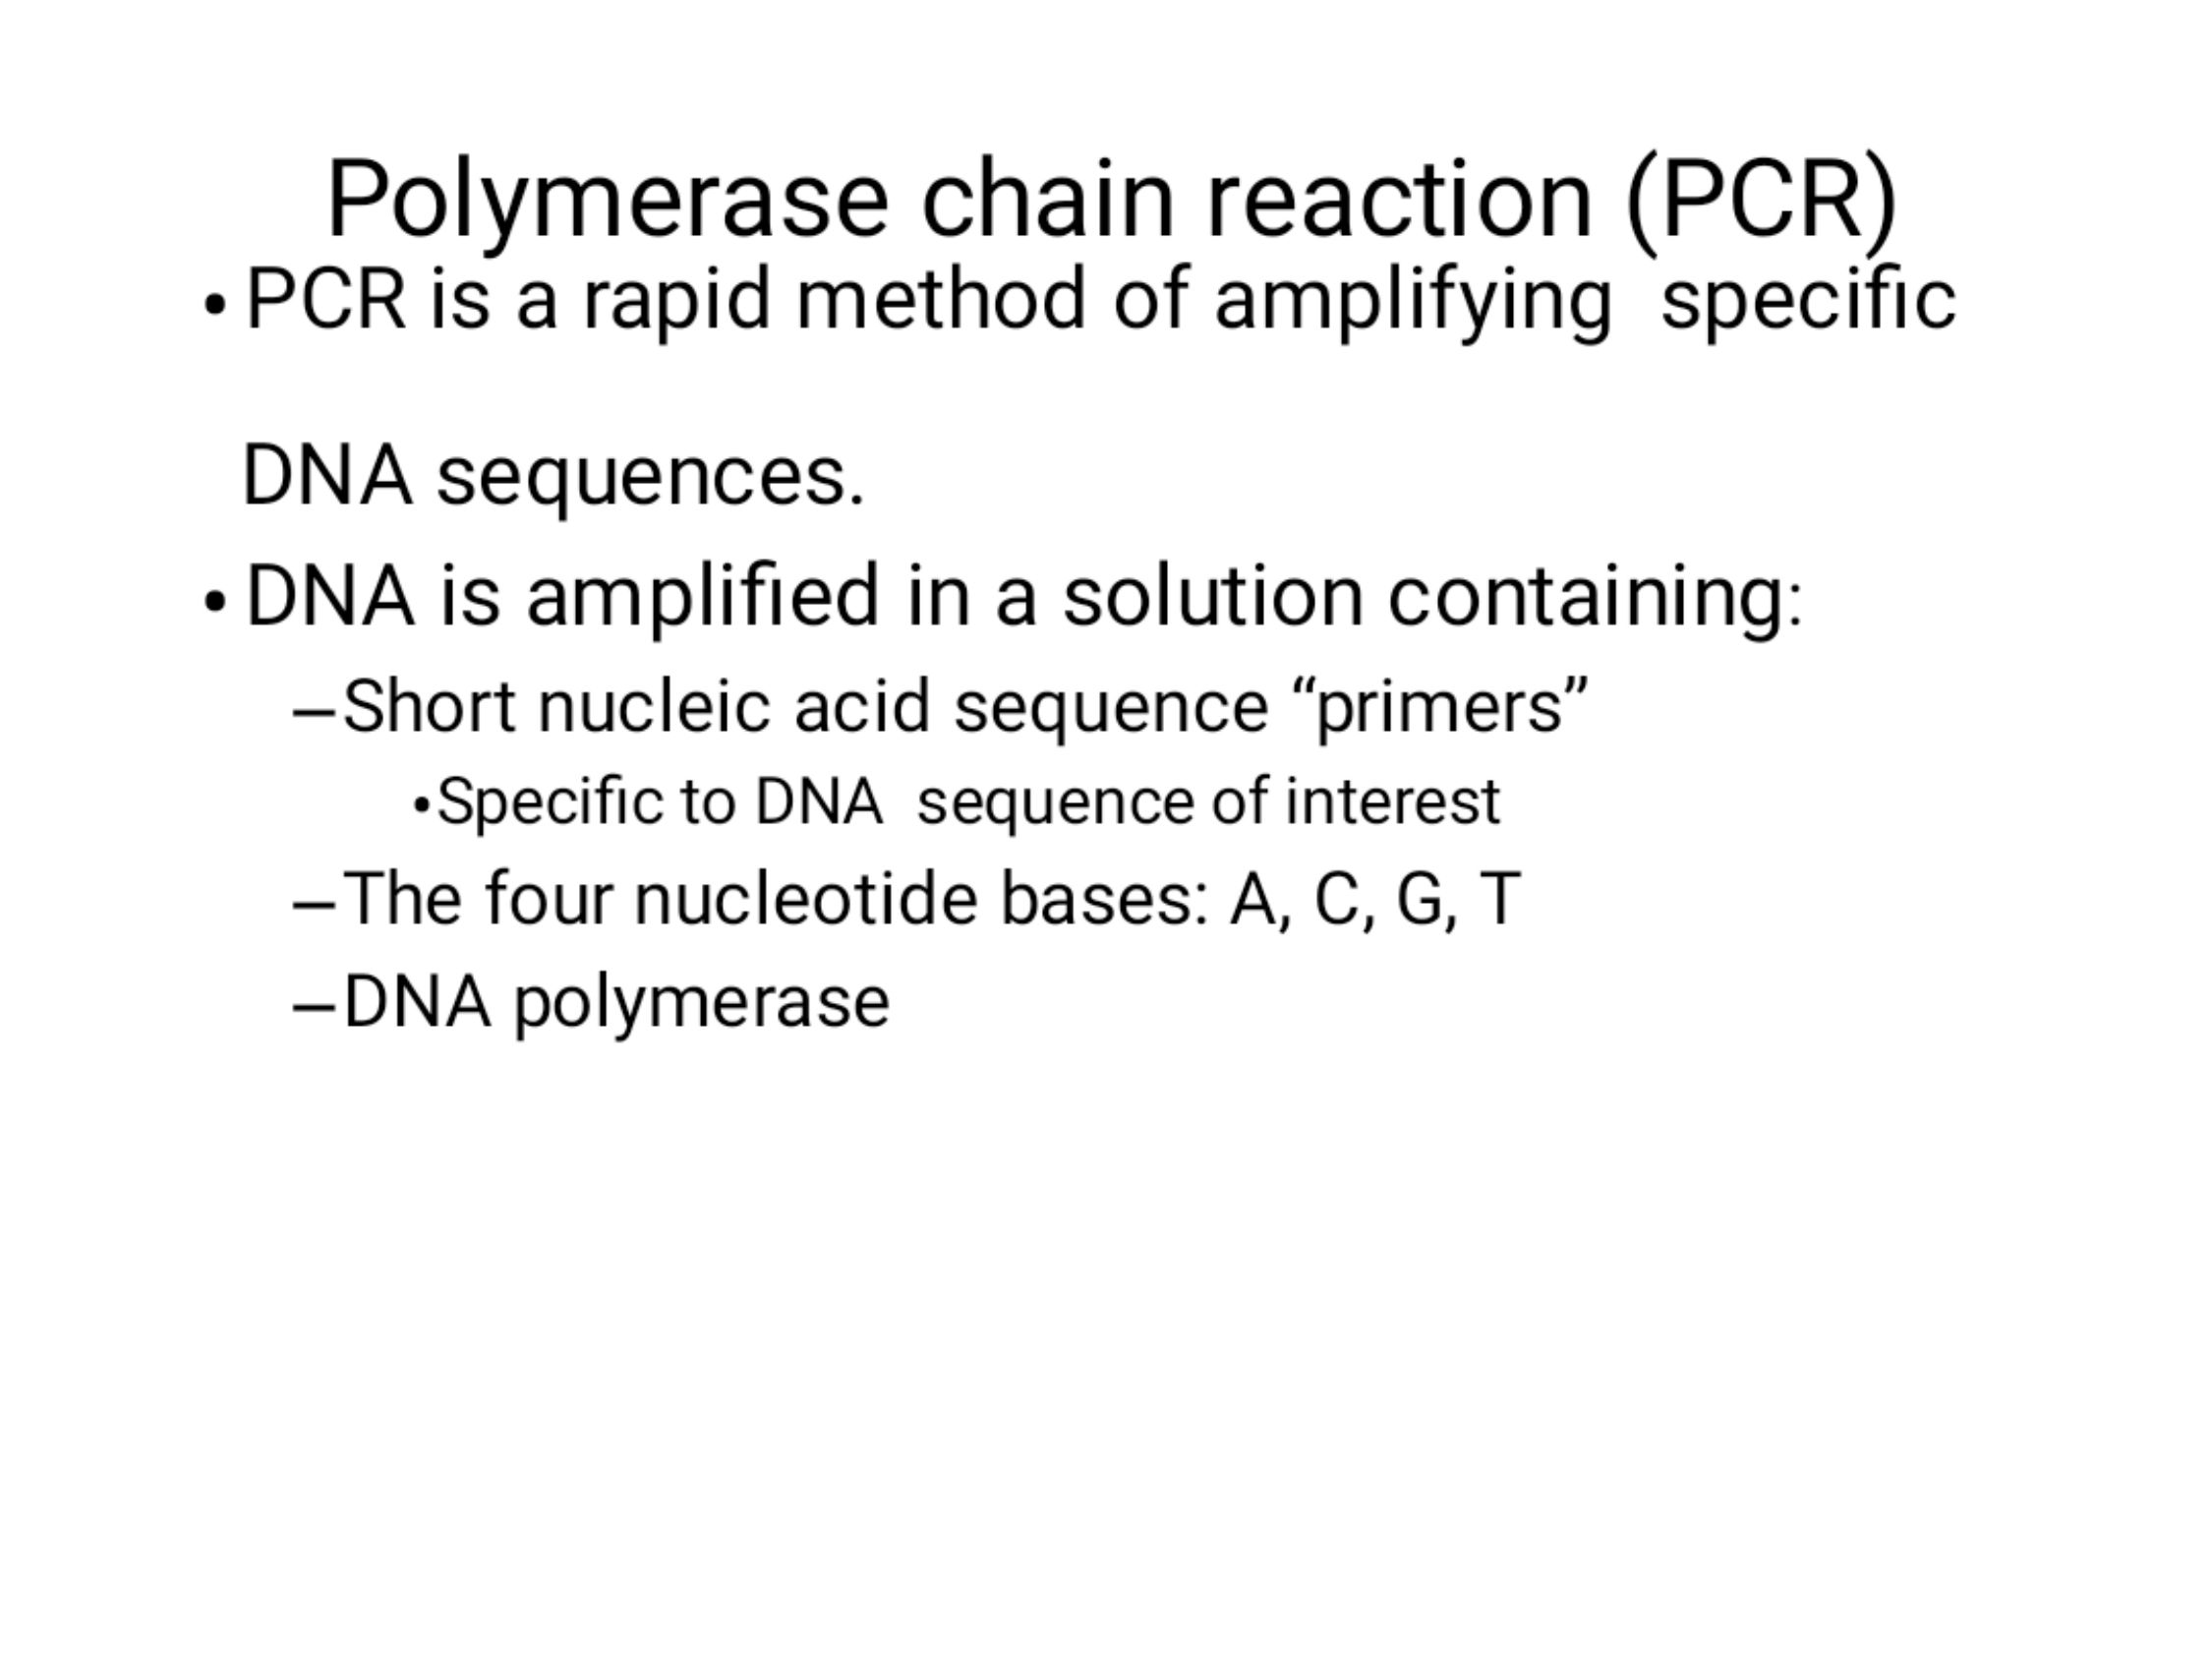 Polymerase chain reaction (PCR)
• PCR is a rapid method of amplifying  specific
DNA sequences.
• DNA is amplified in a solution containing:
–Short nucleic acid sequence “primers”
•Specific to DNA  sequence of interest
–The four nucleotide bases: A, C, G, T
–DNA polymerase